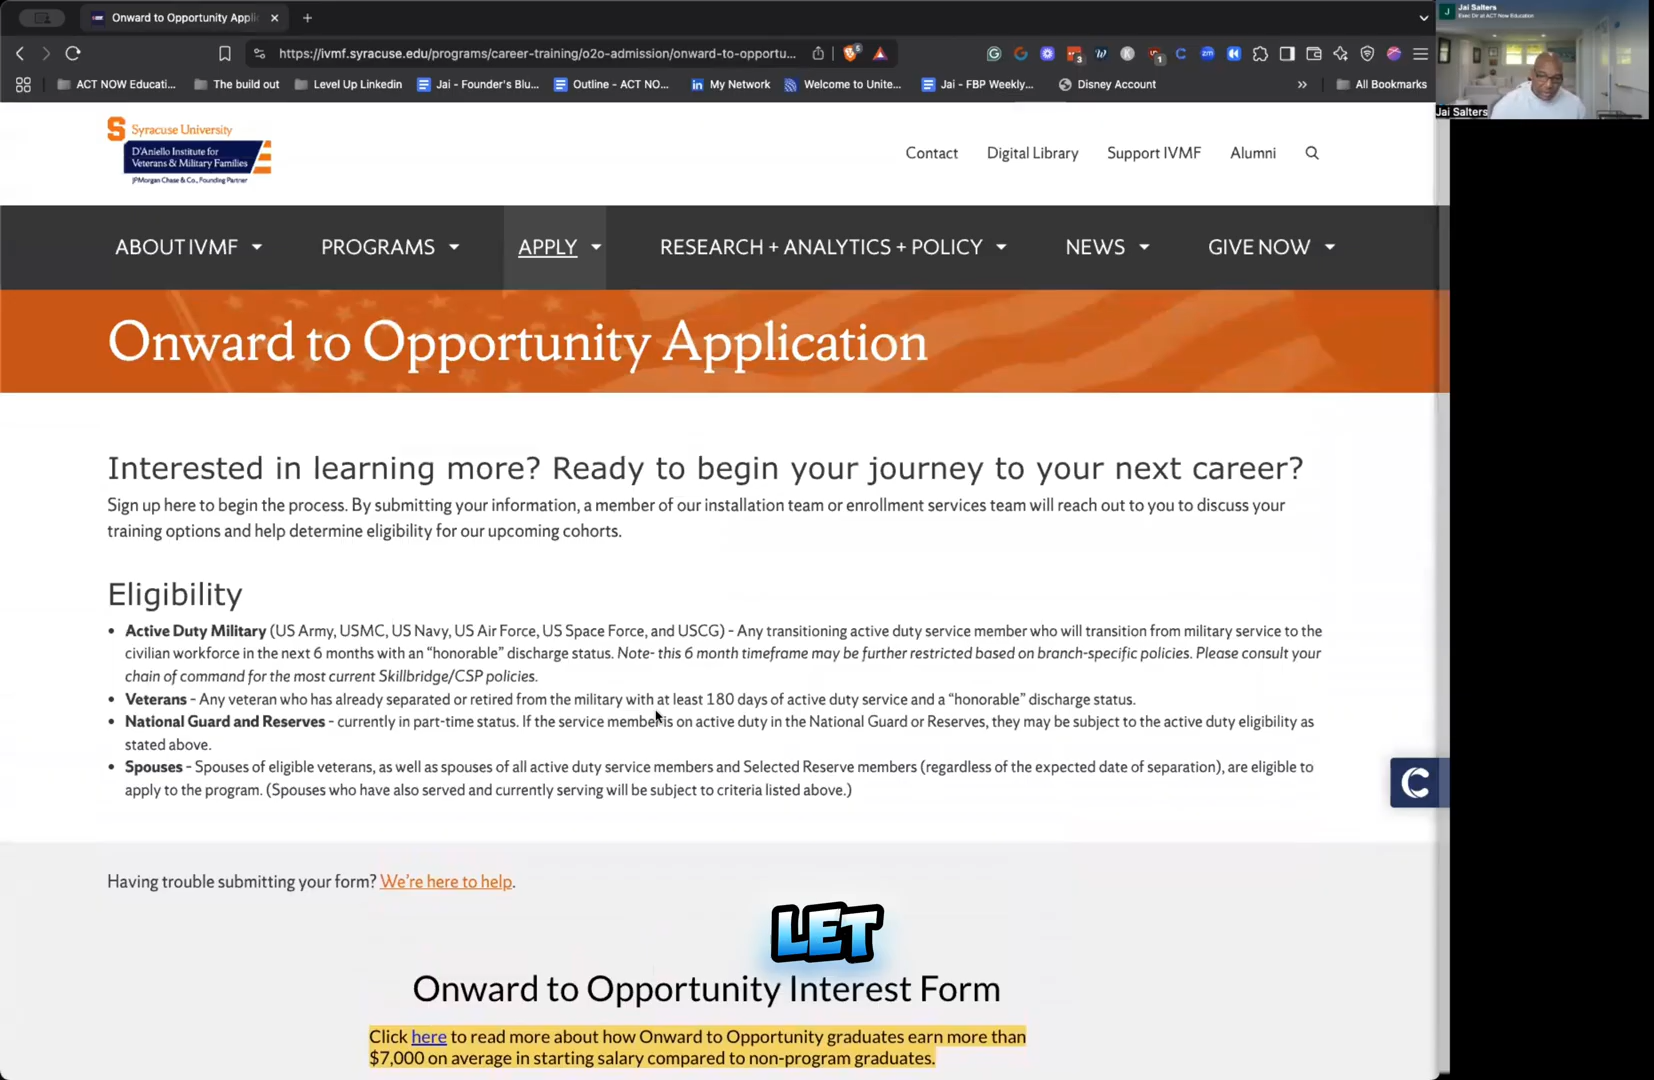 Onward to Opportunity Appli
https://ivmf.syracuse.edu/programs/career-training/o2o-admission/onward-to-opportu...
ACT NOW Educati...
The build out
Level Up Linkedin
Jai - Founder's Blu...
Outline - ACT NO...
My Network
Welcome to Unite...
Jai - FBP Weekly...
Disney Account
All Bookmarks
J
Jai Salters
Exec Dir at ACT Now Education
Jai Salters
S Syracuse University
D'Aniello Institute for
Veterans & Military Families
JPMorgan Chase & Co., Founding Partner
Contact
Digital Library
Support IVMF
Alumni
ABOUT IVMF
PROGRAMS
APPLY
RESEARCH + ANALYTICS + POLICY
NEWS
GIVE NOW
Onward to Opportunity Application
Interested in learning more? Ready to begin your journey to your next career?
Sign up here to begin the process. By submitting your information, a member of our installation team or enrollment services team will reach out to you to discuss your
training options and help determine eligibility for our upcoming cohorts.
Eligibility
• Active Duty Military (US Army, USMC, US Navy, US Air Force, US Space Force, and USCG) - Any transitioning active duty service member who will transition from military service to the
civilian workforce in the next 6 months with an “honorable” discharge status. Note- this 6 month timeframe may be further restricted based on branch-specific policies. Please consult your
chain of command for the most current Skillbridge/CSP policies.
• Veterans - Any veteran who has already separated or retired from the military with at least 180 days of active duty service and a “honorable” discharge status.
• National Guard and Reserves - currently in part-time status. If the service member is on active duty in the National Guard or Reserves, they may be subject to the active duty eligibility as
stated above.
• Spouses - Spouses of eligible veterans, as well as spouses of all active duty service members and Selected Reserve members (regardless of the expected date of separation), are eligible to
apply to the program. (Spouses who have also served and currently serving will be subject to criteria listed above.)
C
Having trouble submitting your form? We're here to help.
LET
Onward to Opportunity Interest Form
Click here to read more about how Onward to Opportunity graduates earn more than
$7,000 on average in starting salary compared to non-program graduates.